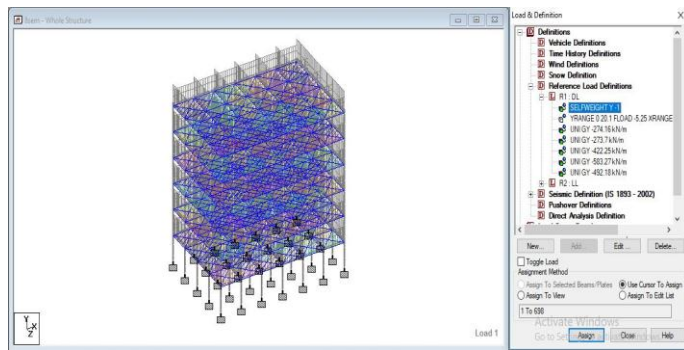 Beam - Whole Structure
Y
X
Z
Load 1
Load & Definition
Definitions
Vehicle Definitions
Time History Definitions
Wind Definitions
Snow Definition
Reference Load Definitions
R1 : DL
SELFWEIGHT Y -1
YRANGE 0 20.1 FLOAD -5.25 XRANGE
UNI GY -274.16 kN/m
UNI GY -273.7 kN/m
UNI GY -422.25 kN/m
UNI GY -583.27 kN/m
UNI GY -492.18 kN/m
R2 : LL
Seismic Definition (IS 1893 - 2002)
Pushover Definitions
Direct Analysis Definition
New... Add... Edit ... Delete...
Toggle Load
Assignment Method
Assign To Selected Beams/Plates Use Cursor To Assign
Assign To View Assign To Edit List
1 To 698
Activate Windows
Go to
Assign Close Help